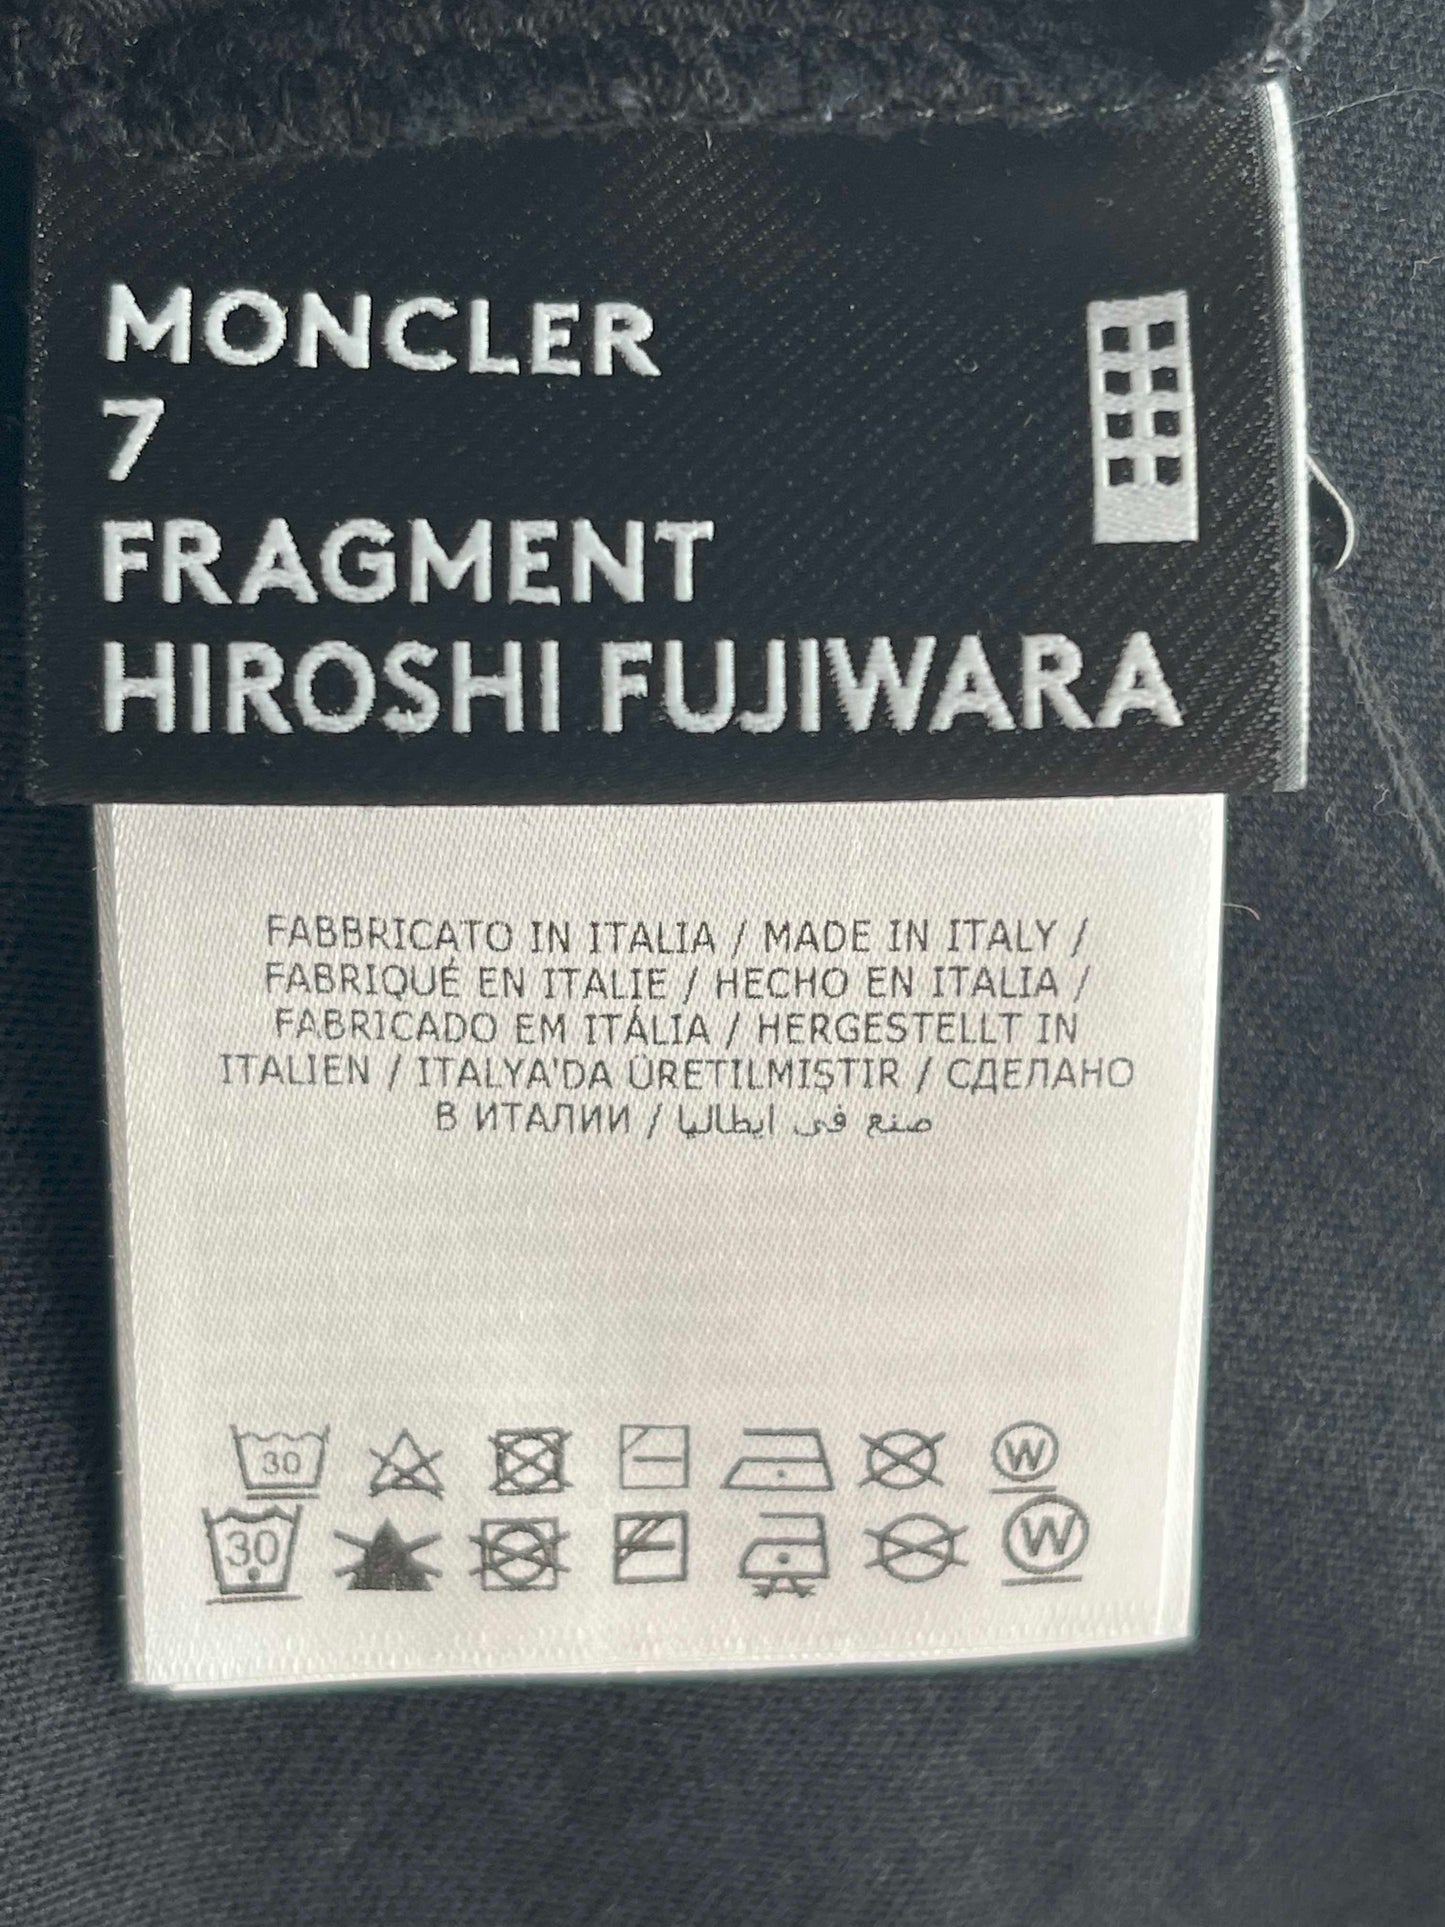 MONCLER
7
FRAGMENT
HIROSHI FUJIWARA
FABBRICATO IN ITALIA / MADE IN ITALY /
FABRIQUÉ EN ITALIE / HECHO EN ITALIA /
FABRICADO EM ITÁLIA / HERGESTELLT IN
ITALIEN / ITALYA'DA ÜRETILMIŞTIR / СДЕЛАНО
В ИТАЛИИ / صنع في ايطاليا
30 W
30 W